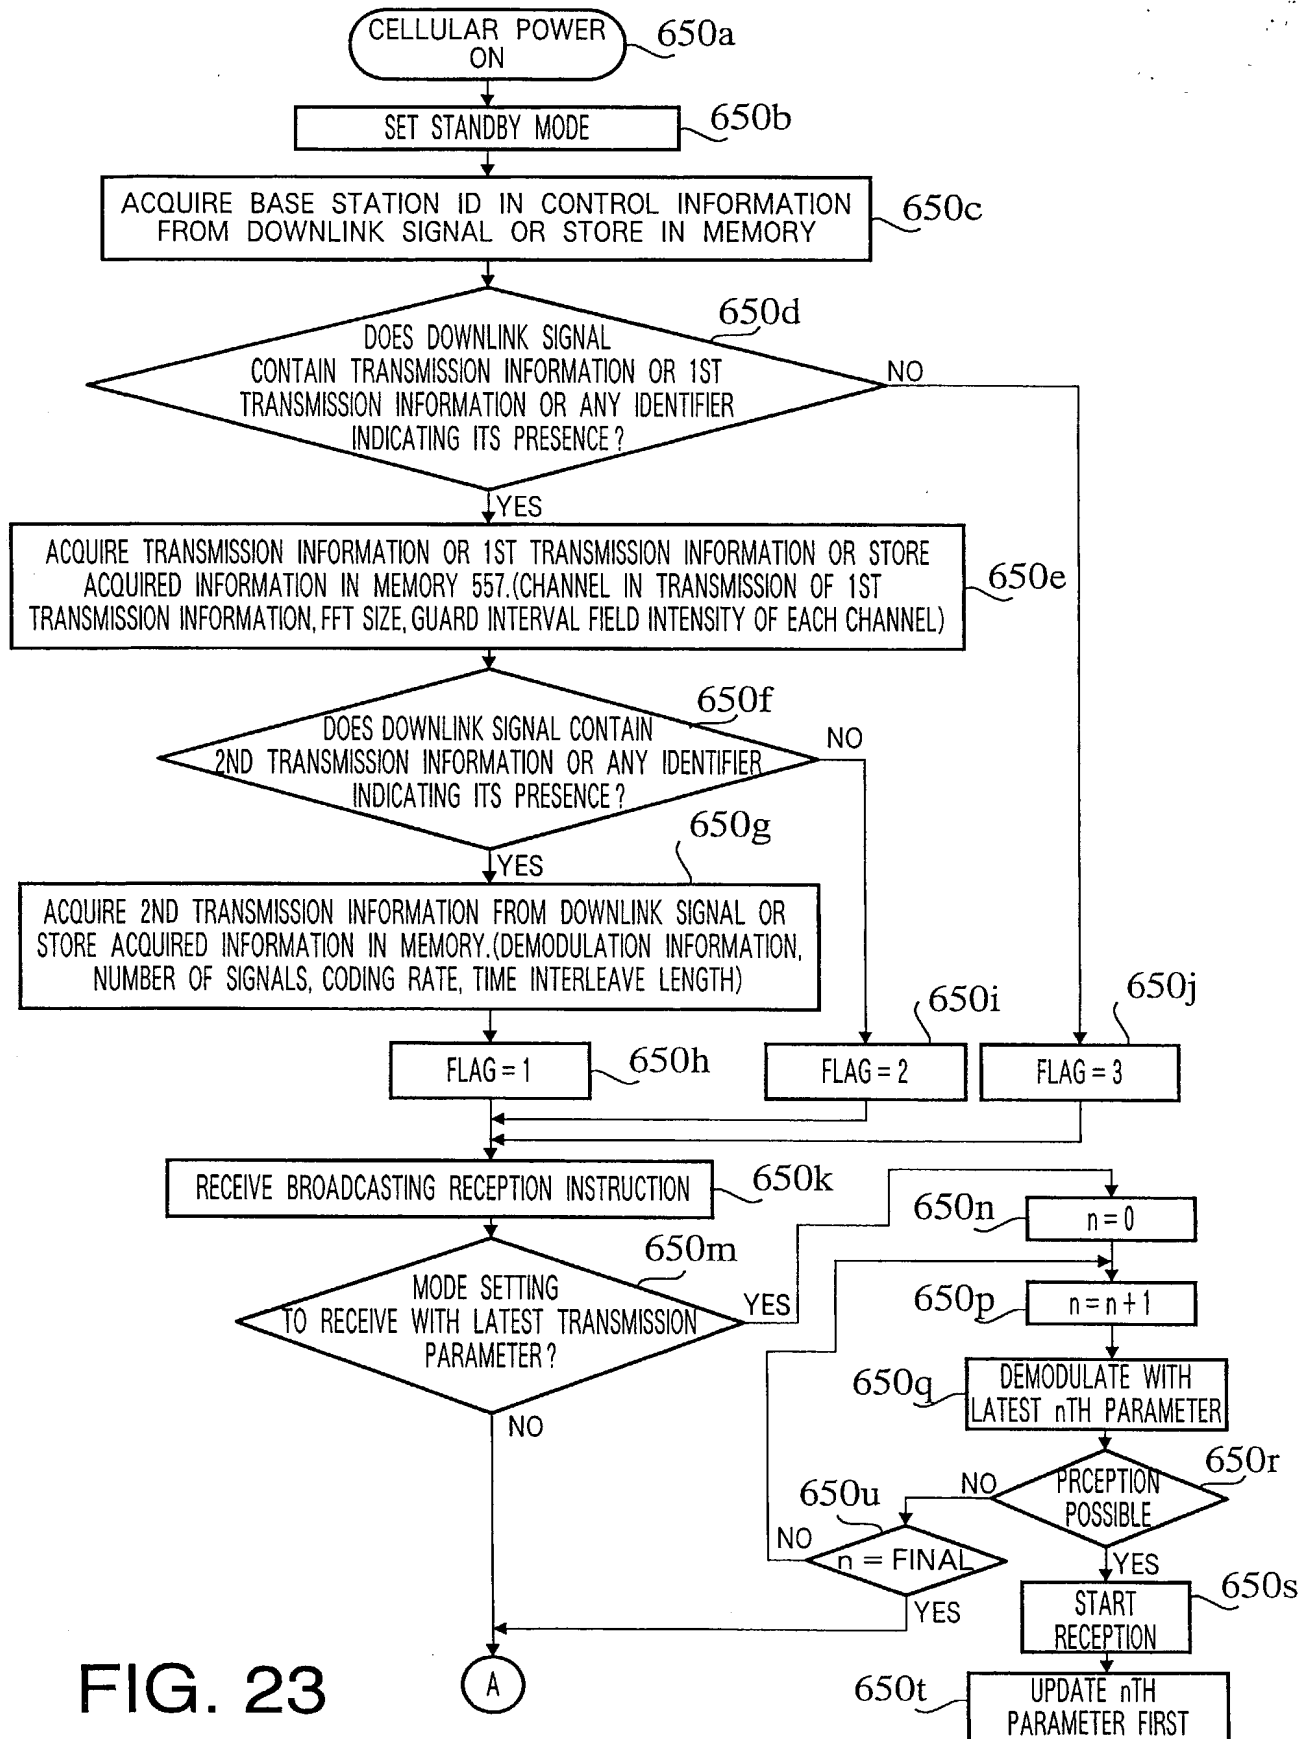 CELLULAR POWER
ON
650a
SET STANDBY MODE
650b
ACQUIRE BASE STATION ID IN CONTROL INFORMATION
FROM DOWNLINK SIGNAL OR STORE IN MEMORY
650c
650d
DOES DOWNLINK SIGNAL
CONTAIN TRANSMISSION INFORMATION OR 1ST
TRANSMISSION INFORMATION OR ANY IDENTIFIER
INDICATING ITS PRESENCE?
NO
YES
ACQUIRE TRANSMISSION INFORMATION OR 1ST TRANSMISSION INFORMATION OR STORE
ACQUIRED INFORMATION IN MEMORY 557.(CHANNEL IN TRANSMISSION OF 1ST
TRANSMISSION INFORMATION, FFT SIZE, GUARD INTERVAL FIELD INTENSITY OF EACH CHANNEL)
650e
650f
DOES DOWNLINK SIGNAL CONTAIN
2ND TRANSMISSION INFORMATION OR ANY IDENTIFIER
INDICATING ITS PRESENCE?
NO
YES
650g
ACQUIRE 2ND TRANSMISSION INFORMATION FROM DOWNLINK SIGNAL OR
STORE ACQUIRED INFORMATION IN MEMORY.(DEMODULATION INFORMATION,
NUMBER OF SIGNALS, CODING RATE, TIME INTERLEAVE LENGTH)
FLAG = 1
650h
650i
FLAG = 2
650j
FLAG = 3
RECEIVE BROADCASTING RECEPTION INSTRUCTION
650k
650m
MODE SETTING
TO RECEIVE WITH LATEST TRANSMISSION
PARAMETER?
YES
NO
650n
n = 0
650p
n = n + 1
650q
DEMODULATE WITH
LATEST nTH PARAMETER
650r
PRCEPTION
POSSIBLE
NO
YES
650u
n = FINAL
NO
YES
650s
START
RECEPTION
650t
UPDATE nTH
PARAMETER FIRST
A
FIG. 23